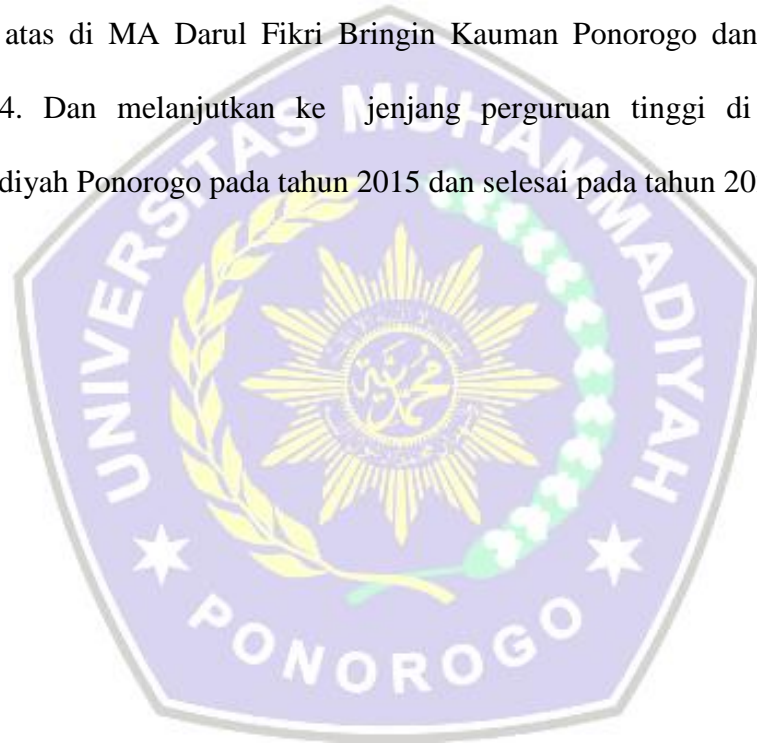 atas di MA Darul Fikri Bringin Kauman Ponorogo dan
4. Dan melanjutkan ke jenjang perguruan tinggi di
diyah Ponorogo pada tahun 2015 dan selesai pada tahun 20
UNIVERSITAS MUHAMMADIYAH
PONOROGO
محمدية